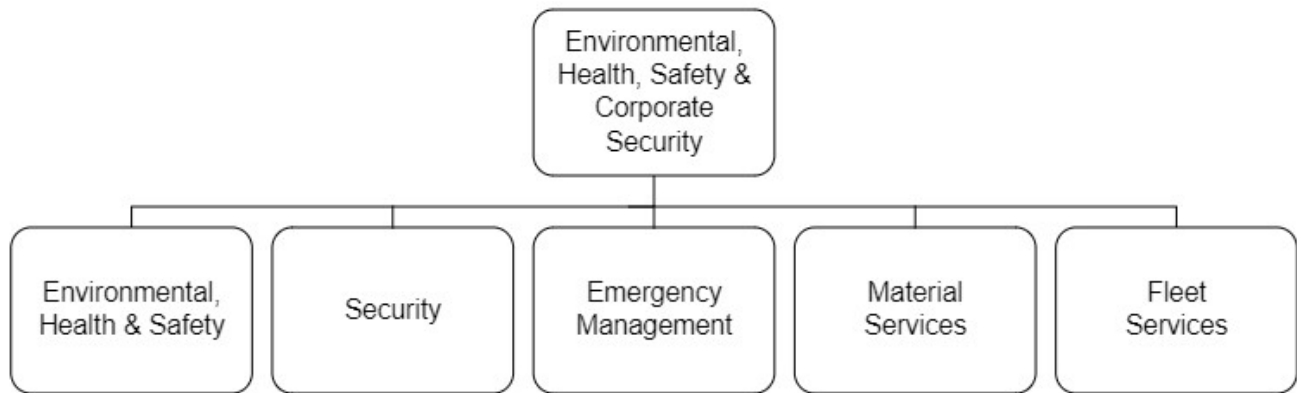 Environmental,
Health, Safety &
Corporate
Security
Environmental,
Health & Safety
Security
Emergency
Management
Material
Services
Fleet
Services